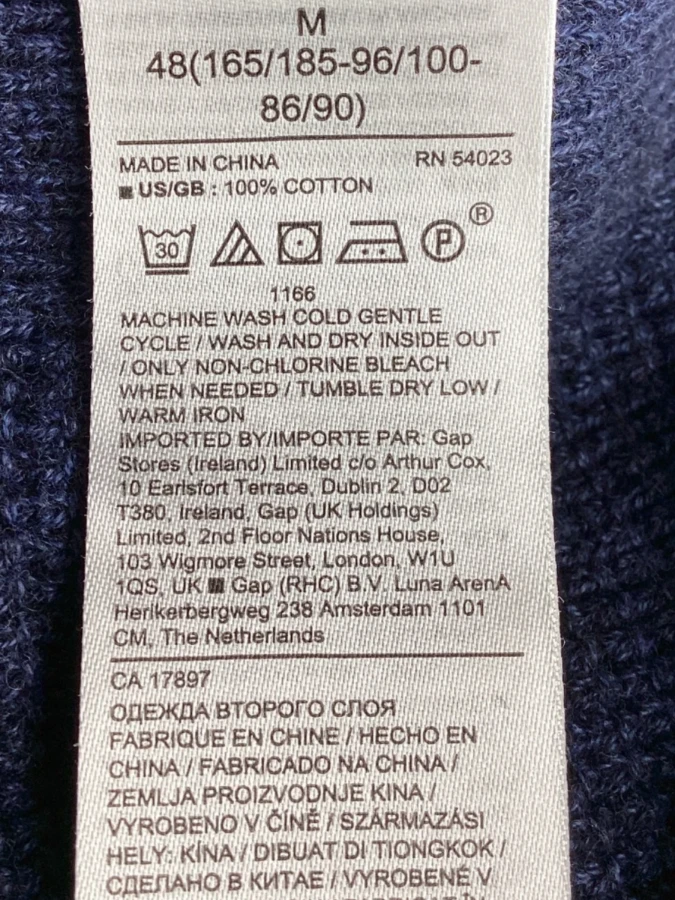 M
48(165/185-96/100-
86/90)
MADE IN CHINA RN 54023
US/GB : 100% COTTON
30 P ®
1166
MACHINE WASH COLD GENTLE
CYCLE / WASH AND DRY INSIDE OUT
/ ONLY NON-CHLORINE BLEACH
WHEN NEEDED / TUMBLE DRY LOW /
WARM IRON
IMPORTED BY/IMPORTE PAR: Gap
Stores (Ireland) Limited c/o Arthur Cox,
10 Earlsfort Terrace, Dublin 2, D02
T380, Ireland, Gap (UK Holdings)
Limited, 2nd Floor Nations House,
103 Wigmore Street, London, W1U
1QS, UK Gap (RHC) B.V. Luna ArenA
Herikerbergweg 238 Amsterdam 1101
CM, The Netherlands
CA 17897
ОДЕЖДА ВТОРОГО СЛОЯ
FABRIQUE EN CHINE / HECHO EN
CHINA / FABRICADO NA CHINA /
ZEMLJA PROIZVODNJE KINA /
VYROBENO V ČÍNĚ / SZÁRMAZÁSI
HELY: KÍNA / DIBUAT DI TIONGKOK /
СДЕЛАНО В КИТАЕ / VYROBENÉ V